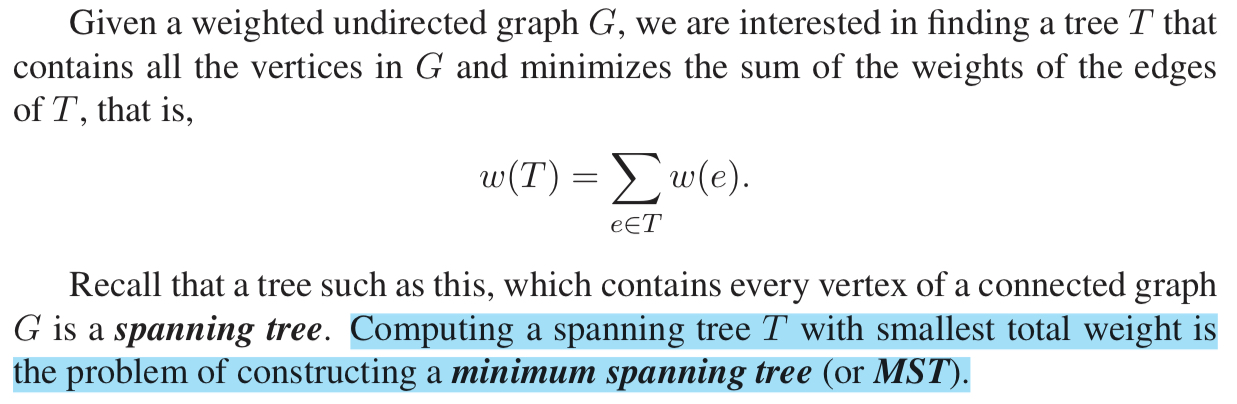 Given a weighted undirected graph G, we are interested in finding a tree T that
contains all the vertices in G and minimizes the sum of the weights of the edges
of T, that is,
w(T) = ∑ w(e).
e∈T
Recall that a tree such as this, which contains every vertex of a connected graph
G is a spanning tree. Computing a spanning tree T with smallest total weight is
the problem of constructing a minimum spanning tree (or MST).